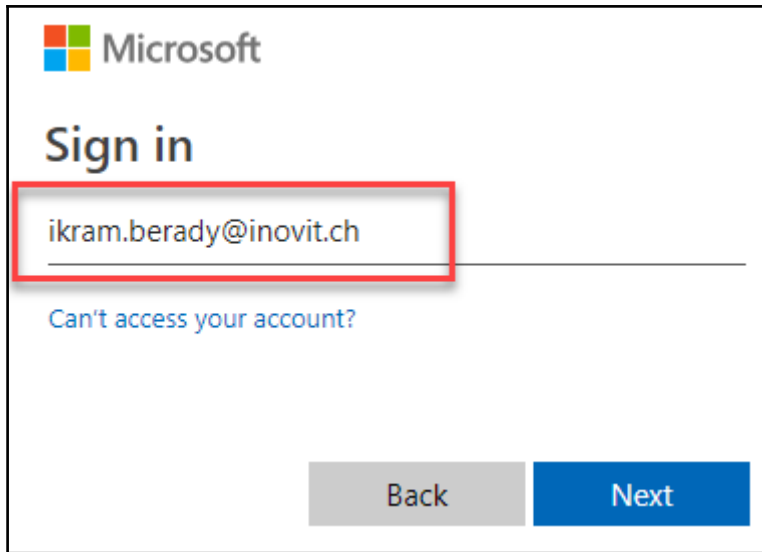 Microsoft
Sign in
ikram.berady@inovit.ch
Can't access your account?
Back Next